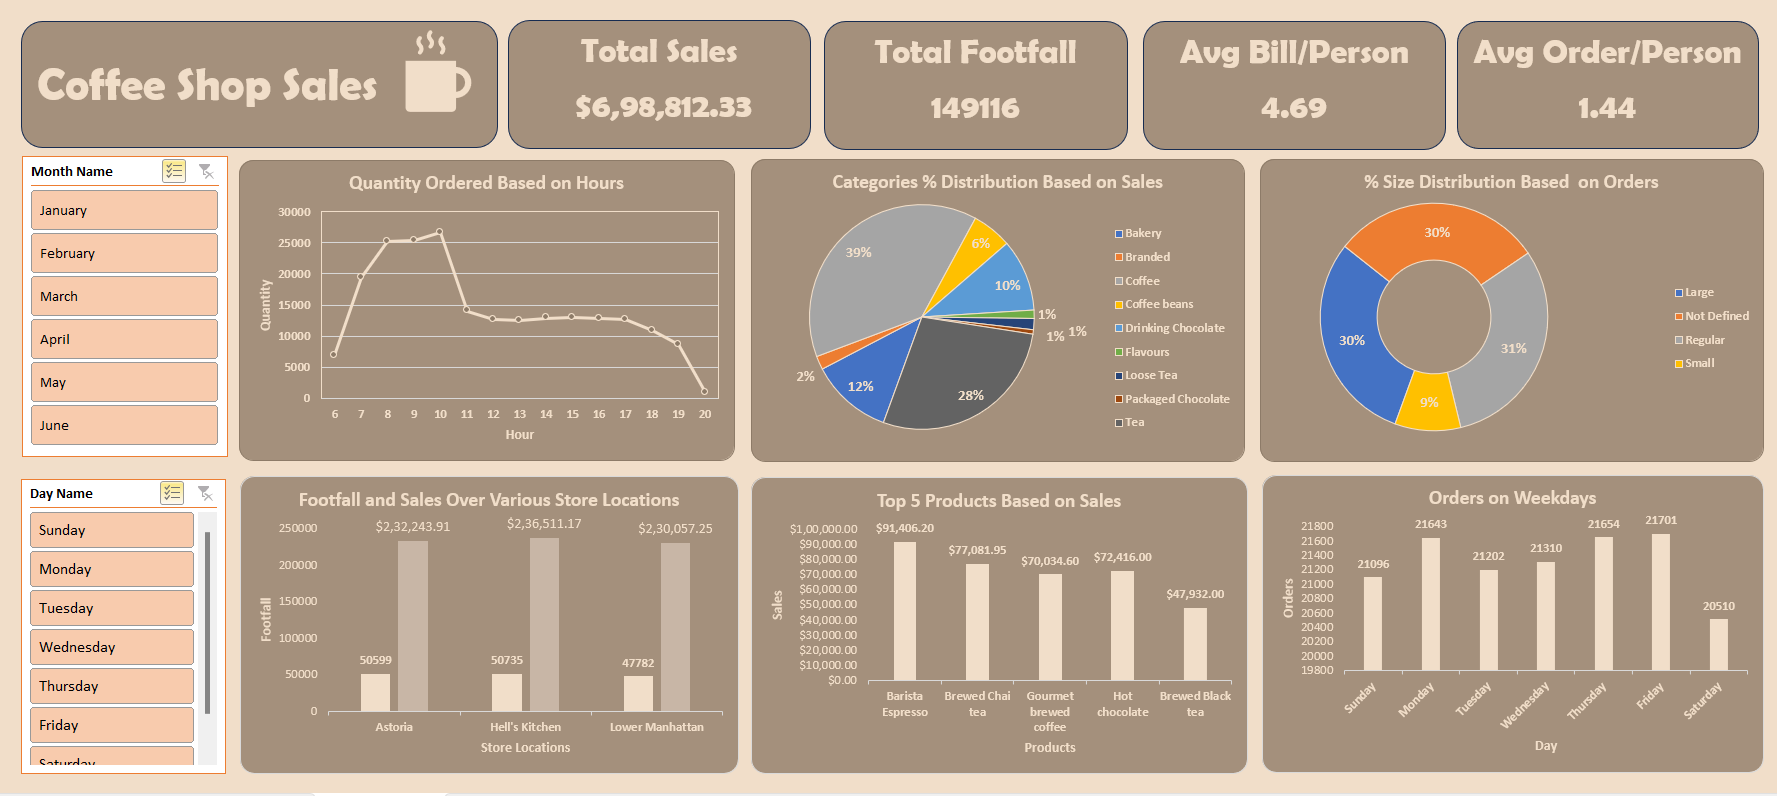 Coffee Shop Sales
Total Sales
$6,98,812.33
Total Footfall
149116
Avg Bill/Person
4.69
Avg Order/Person
1.44
Month Name
January
February
March
April
May
June
Quantity Ordered Based on Hours
30000
25000
20000
15000
10000
5000
0
Quantity
6 7 8 9 10 11 12 13 14 15 16 17 18 19 20
Hour
Categories % Distribution Based on Sales
39%
6%
10%
1%
1%
1%
28%
12%
2%
Bakery
Branded
Coffee
Coffee beans
Drinking Chocolate
Flavours
Loose Tea
Packaged Chocolate
Tea
% Size Distribution Based  on Orders
30%
31%
9%
30%
Large
Not Defined
Regular
Small
Day Name
Sunday
Monday
Tuesday
Wednesday
Thursday
Friday
Saturday
Footfall and Sales Over Various Store Locations
250000
200000
150000
100000
50000
0
Footfall
$2,32,243.91
$2,36,511.17
$2,30,057.25
50599
50735
47782
Astoria
Hell's Kitchen
Lower Manhattan
Store Locations
Top 5 Products Based on Sales
$1,00,000.00
$90,000.00
$80,000.00
$70,000.00
$60,000.00
$50,000.00
$40,000.00
$30,000.00
$20,000.00
$10,000.00
$0.00
Sales
$91,406.20
$77,081.95
$70,034.60
$72,416.00
$47,932.00
Barista
Espresso
Brewed Chai
tea
Gourmet
brewed
coffee
Hot
chocolate
Brewed Black
tea
Products
Orders on Weekdays
21800
21600
21400
21200
21000
20800
20600
20400
20200
20000
19800
Orders
21096
21643
21202
21310
21654
21701
20510
Sunday
Monday
Tuesday
Wednesday
Thursday
Friday
Saturday
Day